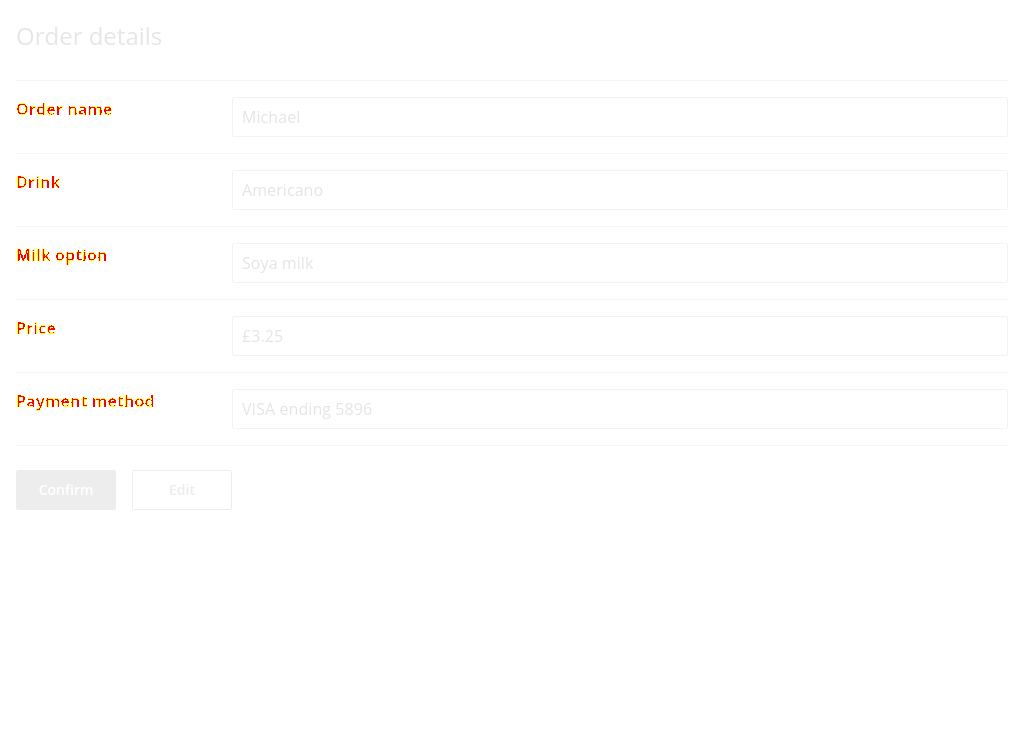 Order details
Order name
Michael
Drink
Americano
Milk option
Soya milk
Price
£3.25
Payment method
VISA ending 5896
Confirm
Edit